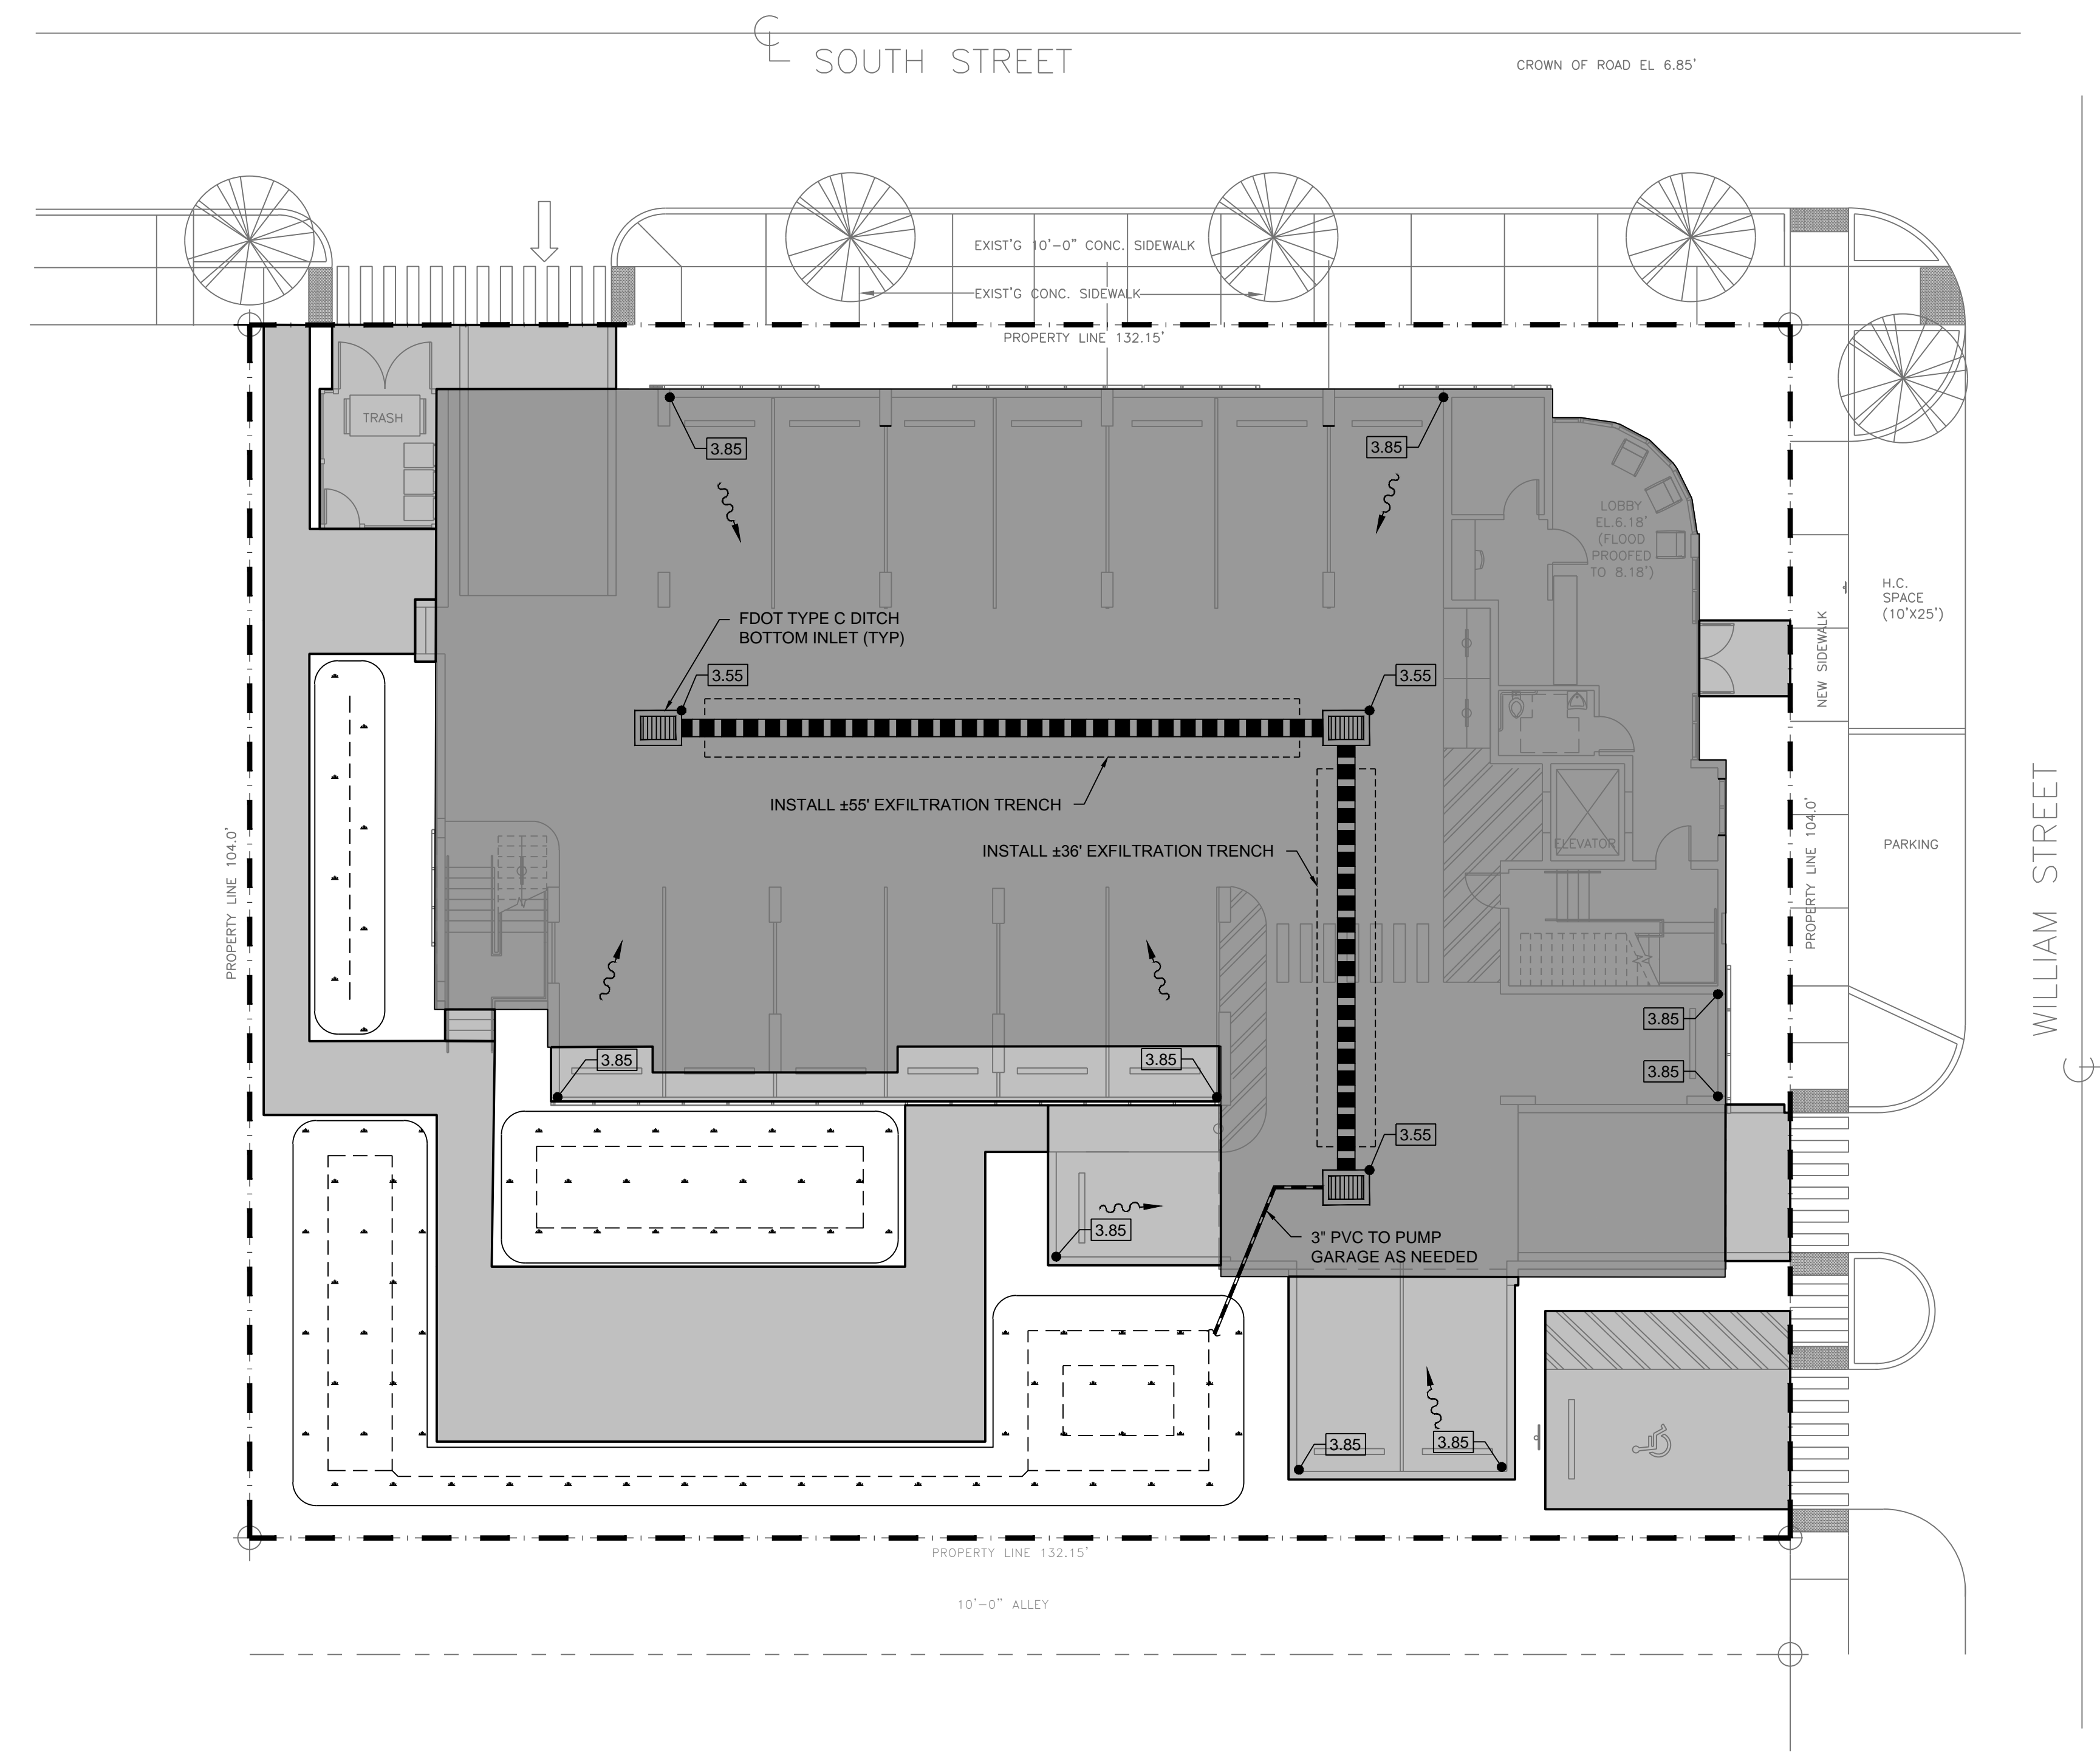 SOUTH STREET
CROWN OF ROAD EL 6.85'
EXIST'G 10'-0" CONC. SIDEWALK
EXIST'G CONC. SIDEWALK
PROPERTY LINE 132.15'
TRASH
3.85
3.85
LOBBY
EL.6.18'
(FLOOD
PROOFED
TO 8.18')
H.C.
SPACE
(10'X25')
NEW SIDEWALK
FDOT TYPE C DITCH
BOTTOM INLET (TYP)
3.55
3.55
INSTALL ±55' EXFILTRATION TRENCH
INSTALL ±36' EXFILTRATION TRENCH
ELEVATOR
PARKING
PROPERTY LINE 104.0'
PROPERTY LINE 104.0'
WILLIAM STREET
3.85
3.85
3.85
3.85
3.55
3.85
3" PVC TO PUMP
GARAGE AS NEEDED
3.85
3.85
PROPERTY LINE 132.15'
10'-0" ALLEY